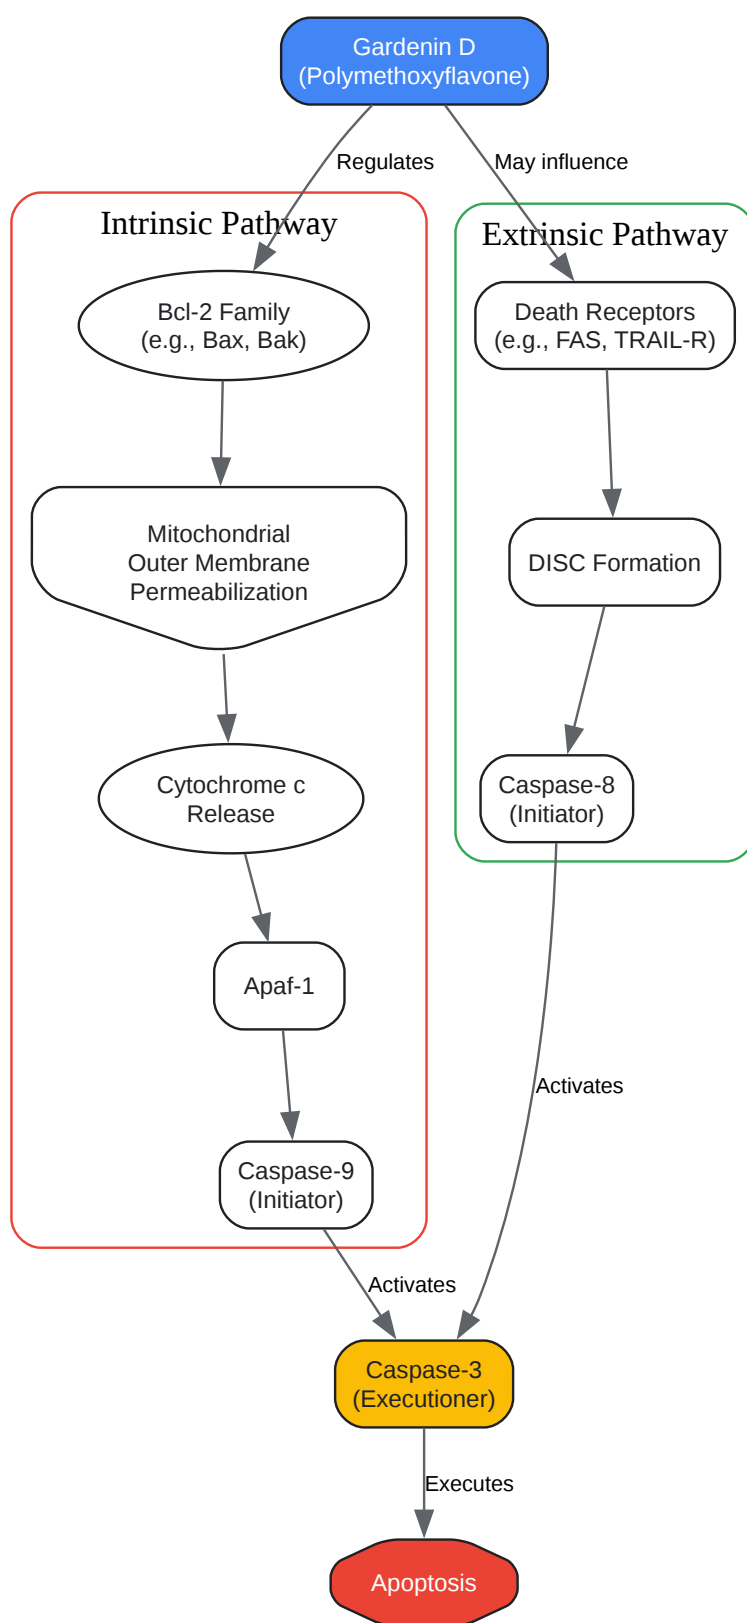 Gardenin D
(Polymethoxyflavone)
Regulates
May influence
Intrinsic Pathway
Bcl-2 Family
(e.g., Bax, Bak)
Mitochondrial
Outer Membrane
Permeabilization
Cytochrome c
Release
Apaf-1
Caspase-9
(Initiator)
Extrinsic Pathway
Death Receptors
(e.g., FAS, TRAIL-R)
DISC Formation
Caspase-8
(Initiator)
Activates
Activates
Caspase-3
(Executioner)
Executes
Apoptosis